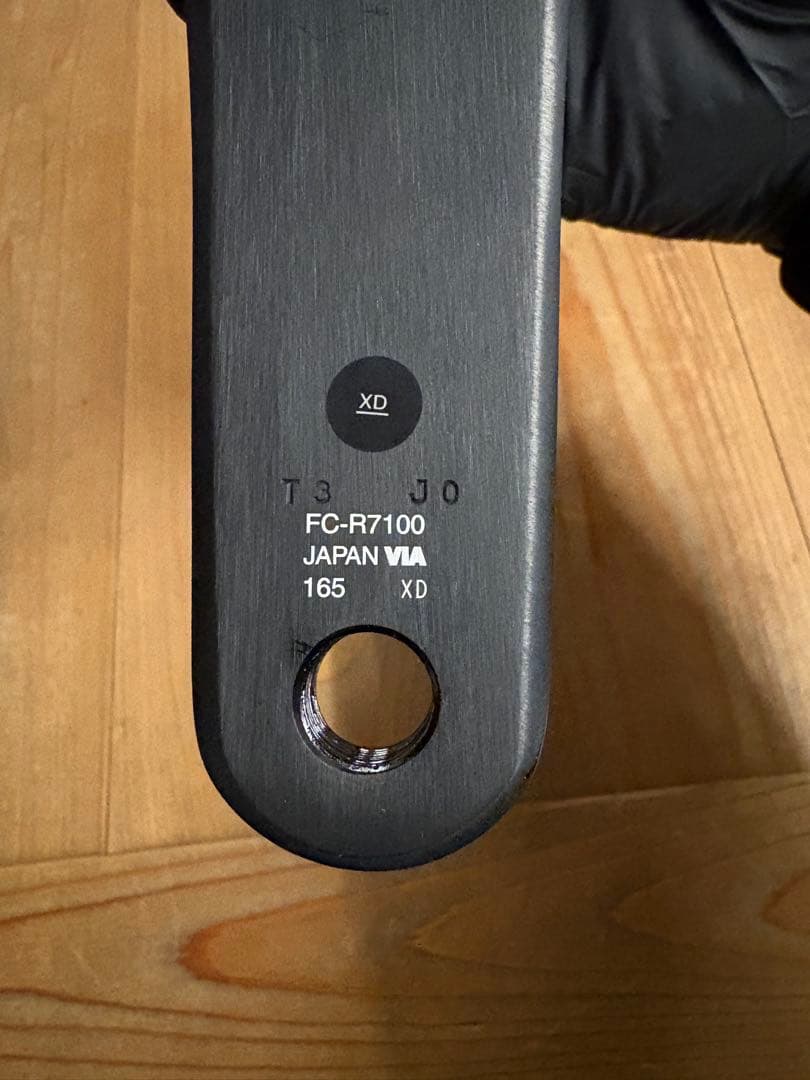 XD
T3 J0
FC-R7100
JAPAN VIA
165 XD